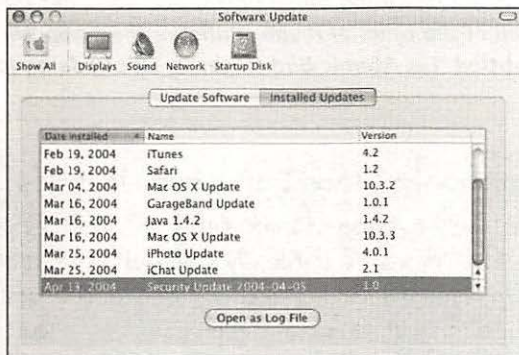 Software Update
Show All Displays Sound Network Startup Disk
Update Software Installed Updates
Date Installed Name Version
Feb 19, 2004 iTunes 4.2
Feb 19, 2004 Safari 1.2
Mar 04, 2004 Mac OS X Update 10.3.2
Mar 16, 2004 GarageBand Update 1.0.1
Mar 16, 2004 Java 1.4.2 1.4.2
Mar 16, 2004 Mac OS X Update 10.3.3
Mar 25, 2004 iPhoto Update 4.0.1
Mar 25, 2004 iChat Update 2.1
Apr 13, 2004 Security Update 2004-04-05 1.0
Open as Log File